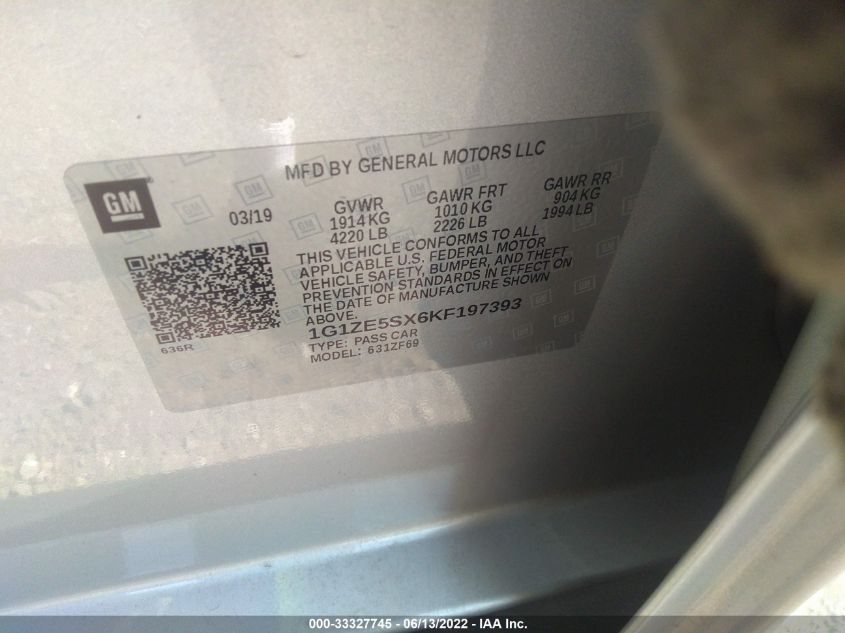 MFD BY GENERAL MOTORS LLC
GM
03/19
GVWR
1914 KG
4220 LB
GAWR FRT
1010 KG
2226 LB
GAWR RR
904 KG
1994 LB
THIS VEHICLE CONFORMS TO ALL
APPLICABLE U.S. FEDERAL MOTOR
VEHICLE SAFETY, BUMPER, AND THEFT
PREVENTION STANDARDS IN EFFECT ON
THE DATE OF MANUFACTURE SHOWN
ABOVE.
1G1ZE5SX6KF197393
TYPE: PASS CAR
MODEL: 631ZF69
636R
000-33327745 - 06/13/2022 - IAA Inc.